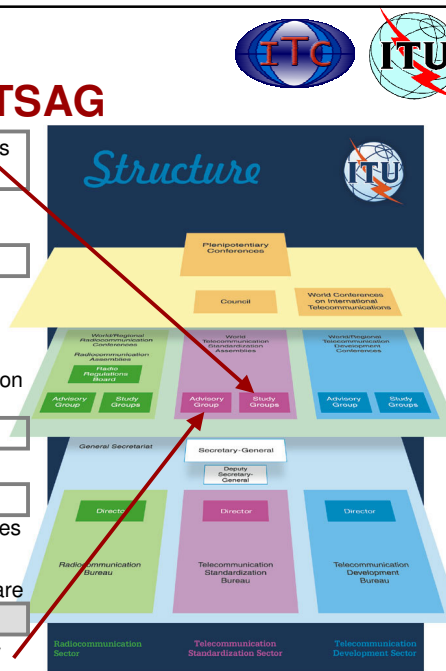 ITC
ITU
TSAG
s
on
es
are
Structure
ITU
Plenipotentiary
Conferences
Council
World Conferences
on International
Telecommunications
World/Regional
Radiocommunication
Conferences
Radiocommunication
Assemblies
Radio
Regulations
Board
Advisory
Group
Study
Groups
World
Telecommunication
Standardization
Assemblies
Advisory
Group
Study
Groups
World/Regional
Telecommunication
Development
Conferences
Advisory
Group
Study
Groups
General Secretariat
Secretary-General
Deputy
Secretary-
General
Director
Director
Director
Radiocommunication
Bureau
Telecommunication
Standardization
Bureau
Telecommunication
Development
Bureau
Radiocommunication
Sector
Telecommunication
Standardization Sector
Telecommunication
Development Sector